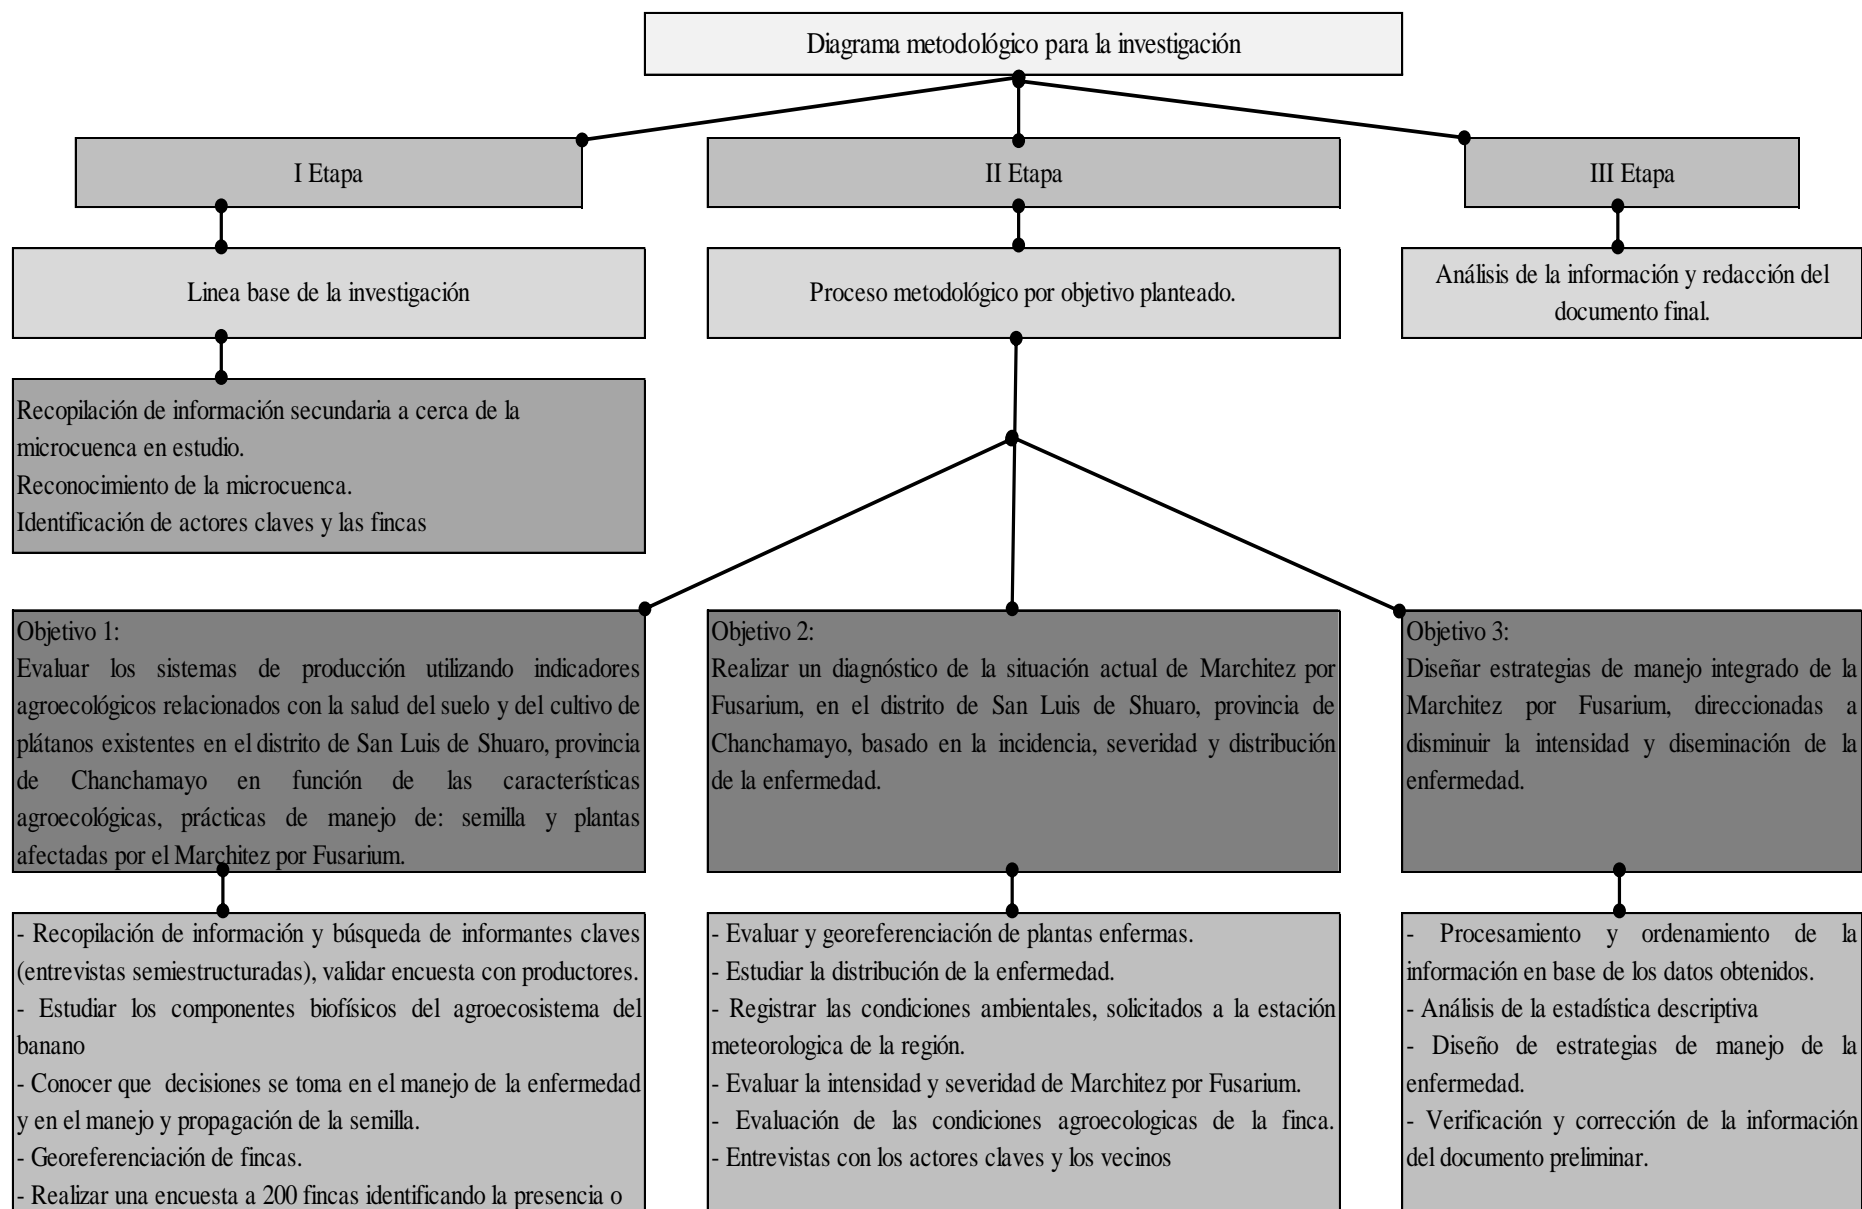 Diagrama metodológico para la investigación
I Etapa
II Etapa
III Etapa
Linea base de la investigación
Proceso metodológico por objetivo planteado.
Análisis de la información y redacción del
documento final.
Recopilación de información secundaria a cerca de la
microcuenca en estudio.
Reconocimiento de la microcuenca.
Identificación de actores claves y las fincas
Objetivo 1:
Evaluar los sistemas de producción utilizando indicadores
agroecológicos relacionados con la salud del suelo y del cultivo de
plátanos existentes en el distrito de San Luis de Shuaro, provincia
de Chanchamayo en función de las características
agroecológicas, prácticas de manejo de: semilla y plantas
afectadas por el Marchitez por Fusarium.
Objetivo 2:
Realizar un diagnóstico de la situación actual de Marchitez por
Fusarium, en el distrito de San Luis de Shuaro, provincia de
Chanchamayo, basado en la incidencia, severidad y distribución
de la enfermedad.
Objetivo 3:
Diseñar estrategias de manejo integrado de la
Marchitez por Fusarium, direccionadas a
disminuir la intensidad y diseminación de la
enfermedad.
- Recopilación de información y búsqueda de informantes claves
(entrevistas semiestructuradas), validar encuesta con productores.
- Estudiar los componentes biofísicos del agroecosistema del
banano
- Conocer que decisiones se toma en el manejo de la enfermedad
y en el manejo y propagación de la semilla.
- Georeferenciación de fincas.
- Realizar una encuesta a 200 fincas identificando la presencia o
- Evaluar y georeferenciación de plantas enfermas.
- Estudiar la distribución de la enfermedad.
- Registrar las condiciones ambientales, solicitados a la estación
meteorologica de la región.
- Evaluar la intensidad y severidad de Marchitez por Fusarium.
- Evaluación de las condiciones agroecologicas de la finca.
- Entrevistas con los actores claves y los vecinos
- Procesamiento y ordenamiento de la
información en base de los datos obtenidos.
- Análisis de la estadística descriptiva
- Diseño de estrategias de manejo de la
enfermedad.
- Verificación y corrección de la información
del documento preliminar.